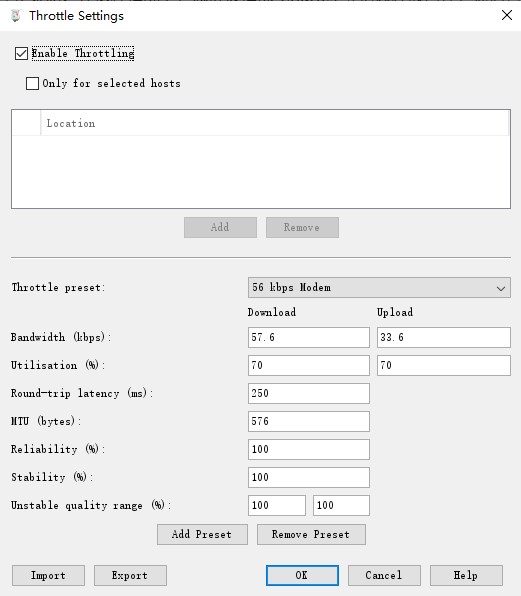 Throttle Settings
Enable Throttling
Only for selected hosts
Location
Add Remove
Throttle preset: 56 kbps Modem
Download Upload
Bandwidth (kbps): 57.6 33.6
Utilisation (%): 70 70
Round-trip latency (ms): 250
MTU (bytes): 576
Reliability (%): 100
Stability (%): 100
Unstable quality range (%): 100 100
Add Preset Remove Preset
Import Export OK Cancel Help